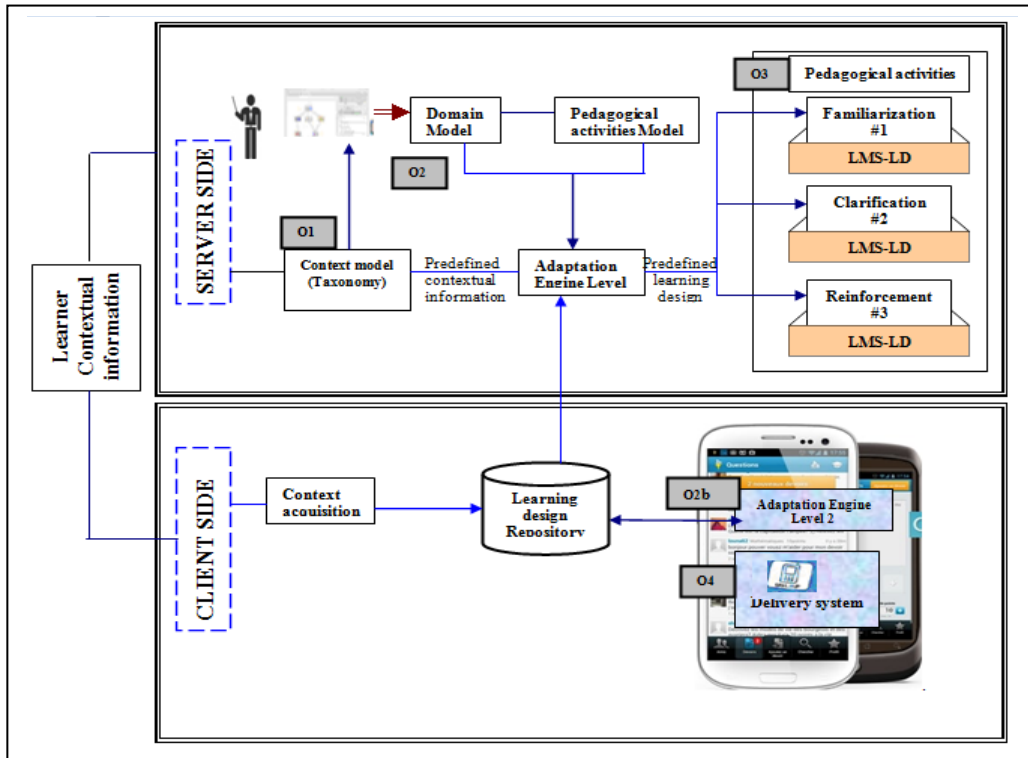 O3
Pedagogical activities
Familiarization
#1
LMS-LD
Clarification
#2
LMS-LD
Reinforcement
#3
LMS-LD
Domain
Model
Pedagogical
activities Model
O2
O1
Context model
(Taxonomy)
Predefined
contextual
information
Adaptation
Engine Level
Predefined
learning
design
SERVER SIDE
Learner
Contextual
information
CLIENT SIDE
Context
acquisition
Learning
design
Repository
Questions
O2b
Adaptation Engine
Level 2
O4
Delivery system